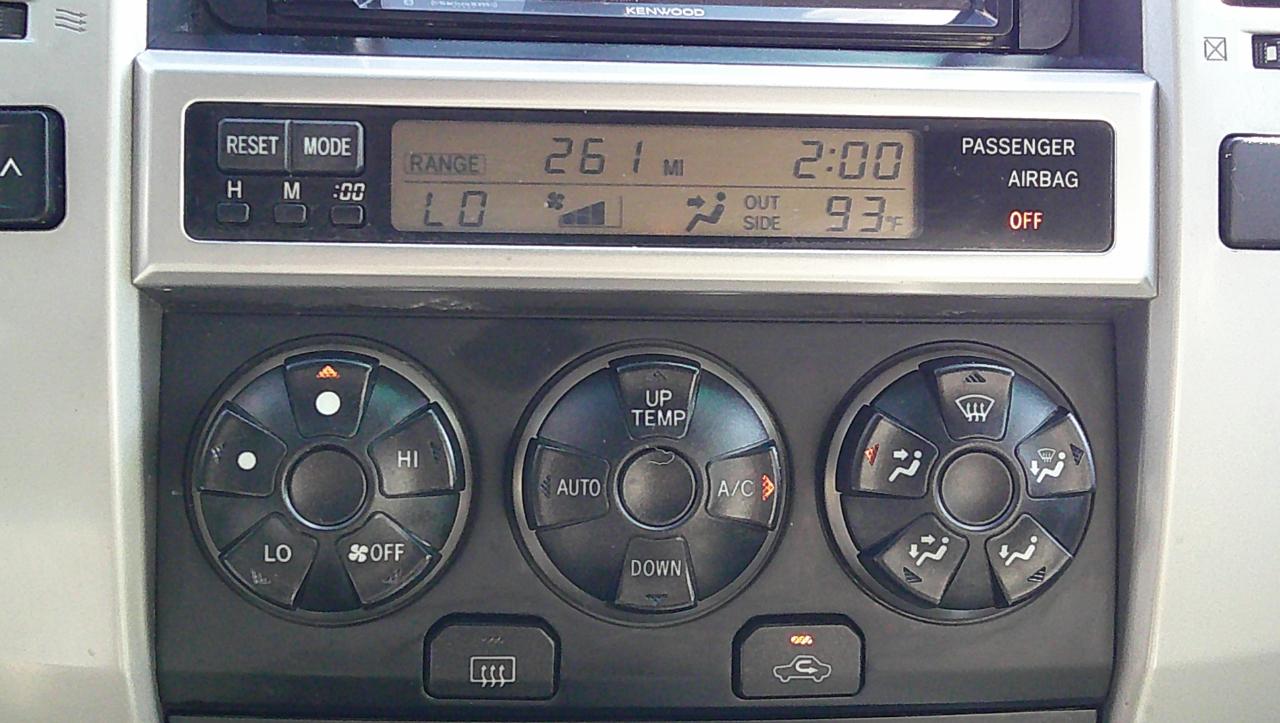 KENWOOD
RESET MODE
H M :00
RANGE 261 MI 2:00
LO OUT SIDE 93°F
PASSENGER
AIRBAG
OFF
HI
LO
OFF
UP
TEMP
AUTO
A/C
DOWN